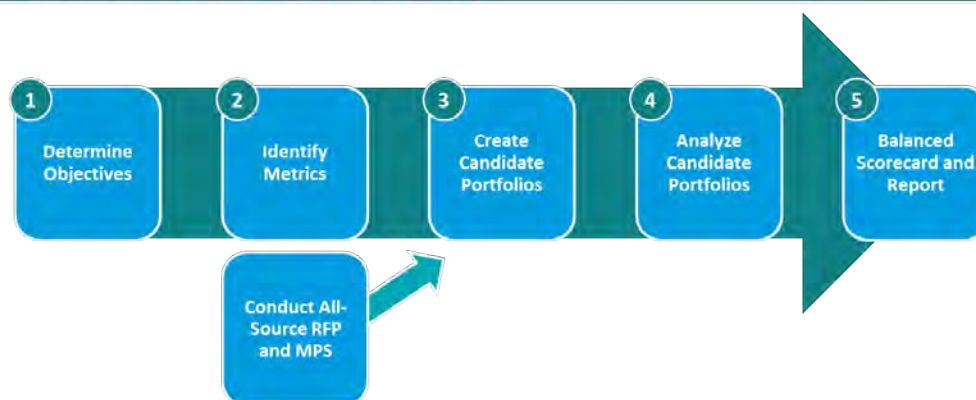 1
Determine
Objectives
2
Identify
Metrics
3
Create
Candidate
Portfolios
4
Analyze
Candidate
Portfolios
5
Balanced
Scorecard and
Report
Conduct All-
Source RFP
and MPS